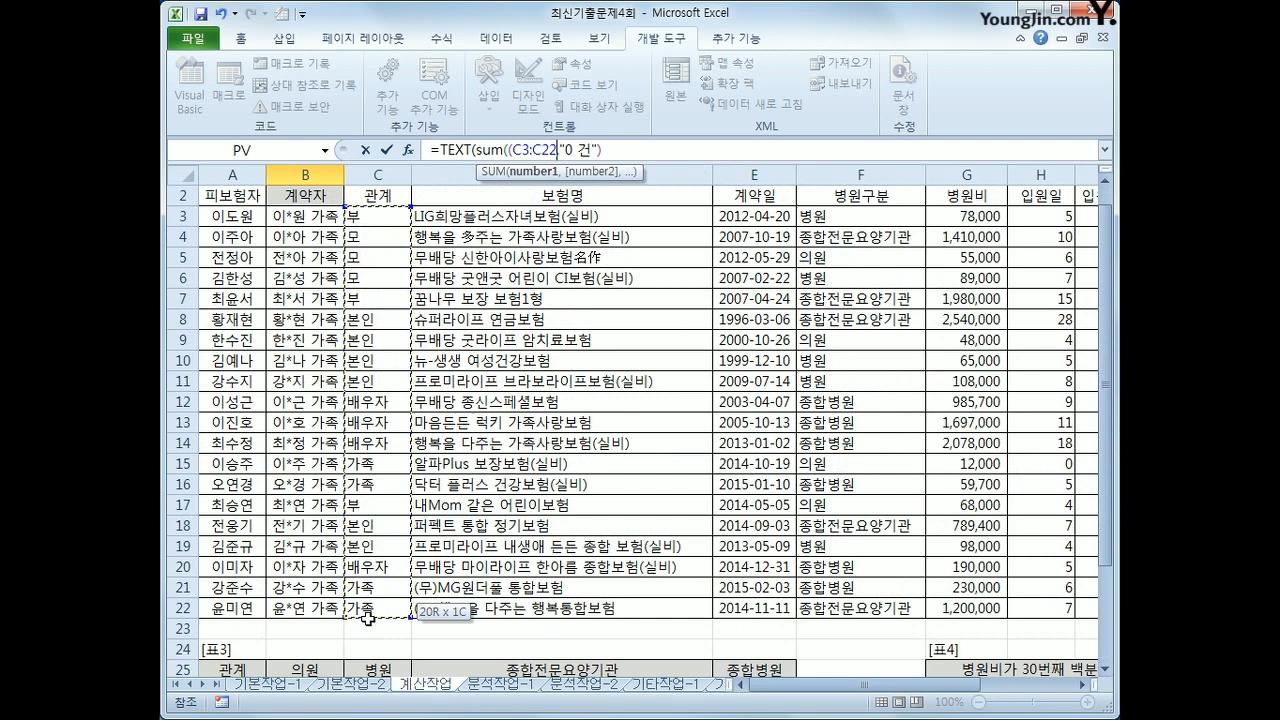 최신기출문제4회 - Microsoft Excel
YoungJin.com Y.
파일 홈 삽입 페이지 레이아웃 수식 데이터 검토 보기 개발 도구 추가 기능
Visual Basic 매크로 매크로 기록 상대 참조로 기록 매크로 보안 추가 기능 COM 추가 기능 삽입 디자인 모드 속성 코드 보기 대화 상자 실행 원본 맵 속성 확장 팩 데이터 새로 고침 가져오기 내보내기 문서 창
코드 추가 기능 컨트롤 XML 수정
PV =TEXT(sum((C3:C22"0 건")
SUM(number1, [number2], ...)
A B C D E F G H
2 피보험자 계약자 관계 보험명 계약일 병원구분 병원비 입원일
3 이도원 이*원 가족 부 LIG희망플러스자녀보험(실비) 2012-04-20 병원 78,000 5
4 이주아 이*아 가족 모 행복을 多주는 가족사랑보험(실비) 2007-10-19 종합전문요양기관 1,410,000 10
5 전정아 전*아 가족 모 무배당 신한아이사랑보험名作 2012-05-29 의원 55,000 6
6 김한성 김*성 가족 모 무배당 굿앤굿 어린이 CI보험(실비) 2007-02-22 병원 89,000 7
7 최윤서 최*서 가족 부 꿈나무 보장 보험1형 2007-04-24 종합전문요양기관 1,980,000 15
8 황재현 황*현 가족 본인 슈퍼라이프 연금보험 1996-03-06 종합전문요양기관 2,540,000 28
9 한수진 한*진 가족 본인 무배당 굿라이프 암치료보험 2000-10-26 의원 48,000 4
10 김예나 김*나 가족 본인 뉴-생생 여성건강보험 1999-12-10 병원 65,000 5
11 강수지 강*지 가족 본인 프로미라이프 브라보라이프보험(실비) 2009-07-14 병원 108,000 8
12 이성근 이*근 가족 배우자 무배당 종신스페셜보험 2003-04-07 종합병원 985,700 9
13 이진호 이*호 가족 배우자 마음든든 럭키 가족사랑보험 2005-10-13 종합병원 1,697,000 11
14 최수정 최*정 가족 배우자 행복을 다주는 가족사랑보험(실비) 2013-01-02 종합병원 2,078,000 18
15 이승주 이*주 가족 가족 알파Plus 보장보험(실비) 2014-10-19 의원 12,000 0
16 오연경 오*경 가족 가족 닥터 플러스 건강보험(실비) 2015-01-10 종합병원 59,700 5
17 최승연 최*연 가족 부 내Mom 같은 어린이보험 2014-05-05 의원 68,000 4
18 전웅기 전*기 가족 본인 퍼펙트 통합 정기보험 2014-09-03 종합전문요양기관 789,400 7
19 김준규 김*규 가족 본인 프로미라이프 내생애 든든 종합 보험(실비) 2013-05-09 병원 98,000 4
20 이미자 이*자 가족 배우자 무배당 마이라이프 한아름 종합보험(실비) 2014-12-31 종합병원 190,000 5
21 강준수 강*수 가족 가족 (무)MG원더풀 통합보험 2015-02-03 종합병원 230,000 6
22 윤미연 윤*연 가족 가족 20R x 1C 을 다주는 행복통합보험 2014-11-11 종합전문요양기관 1,200,000 7
23
24 [표3] [표4]
25 관계 의원 병원 종합전문요양기관 종합병원 병원비가 30번째 백분
기본작업-1 기본작업-2 계산작업 분석작업-1 분석작업-2 기타작업-1
참조 100%